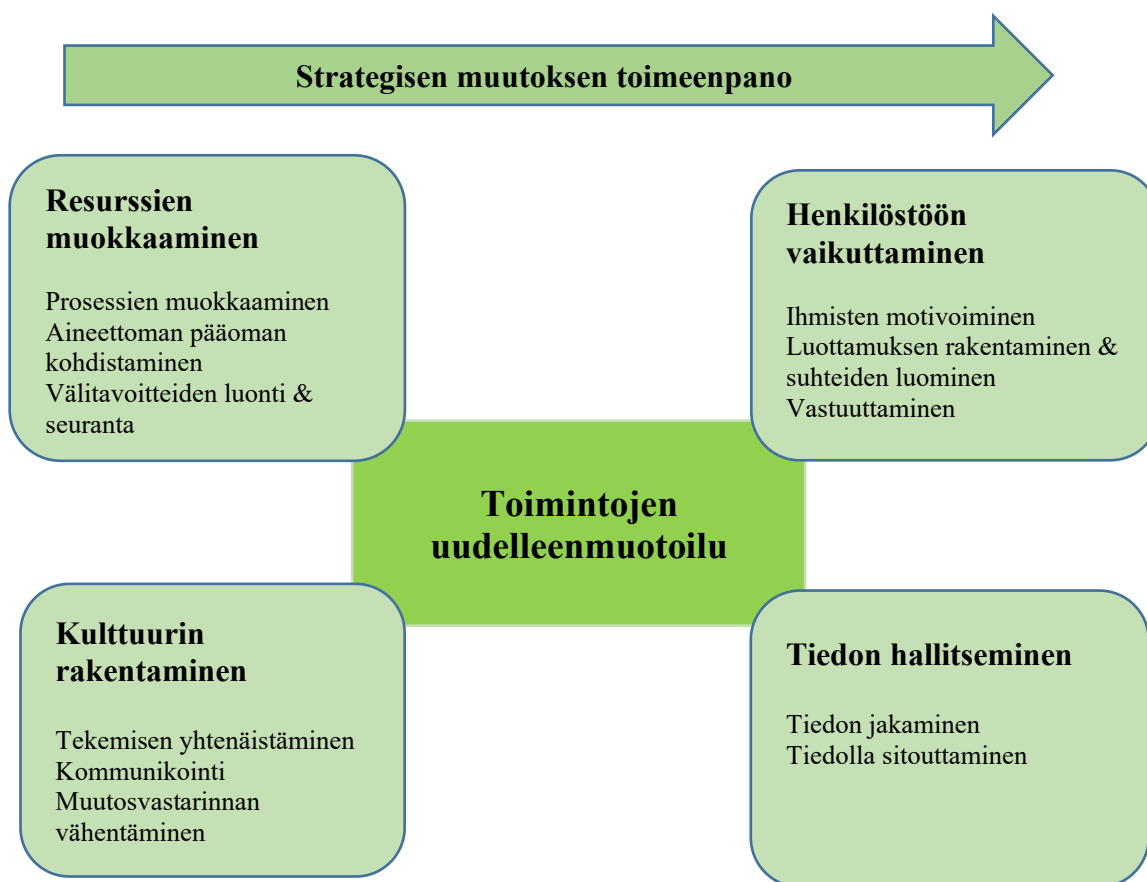 Strategisen muutoksen toimeenpano
Resurssien
muokkaaminen
Prosessien muokkaaminen
Aineettoman pääoman
kohdistaminen
Välitavoitteiden luonti &
seuranta
Henkilöstöön
vaikuttaminen
Ihmisten motivoiminen
Luottamuksen rakentaminen &
suhteiden luominen
Vastuuttaminen
Toimintojen
uudelleenmuotoilu
Kulttuurin
rakentaminen
Tekemisen yhtenäistäminen
Kommunikointi
Muutosvastarinnan
vähentäminen
Tiedon hallitseminen
Tiedon jakaminen
Tiedolla sitouttaminen